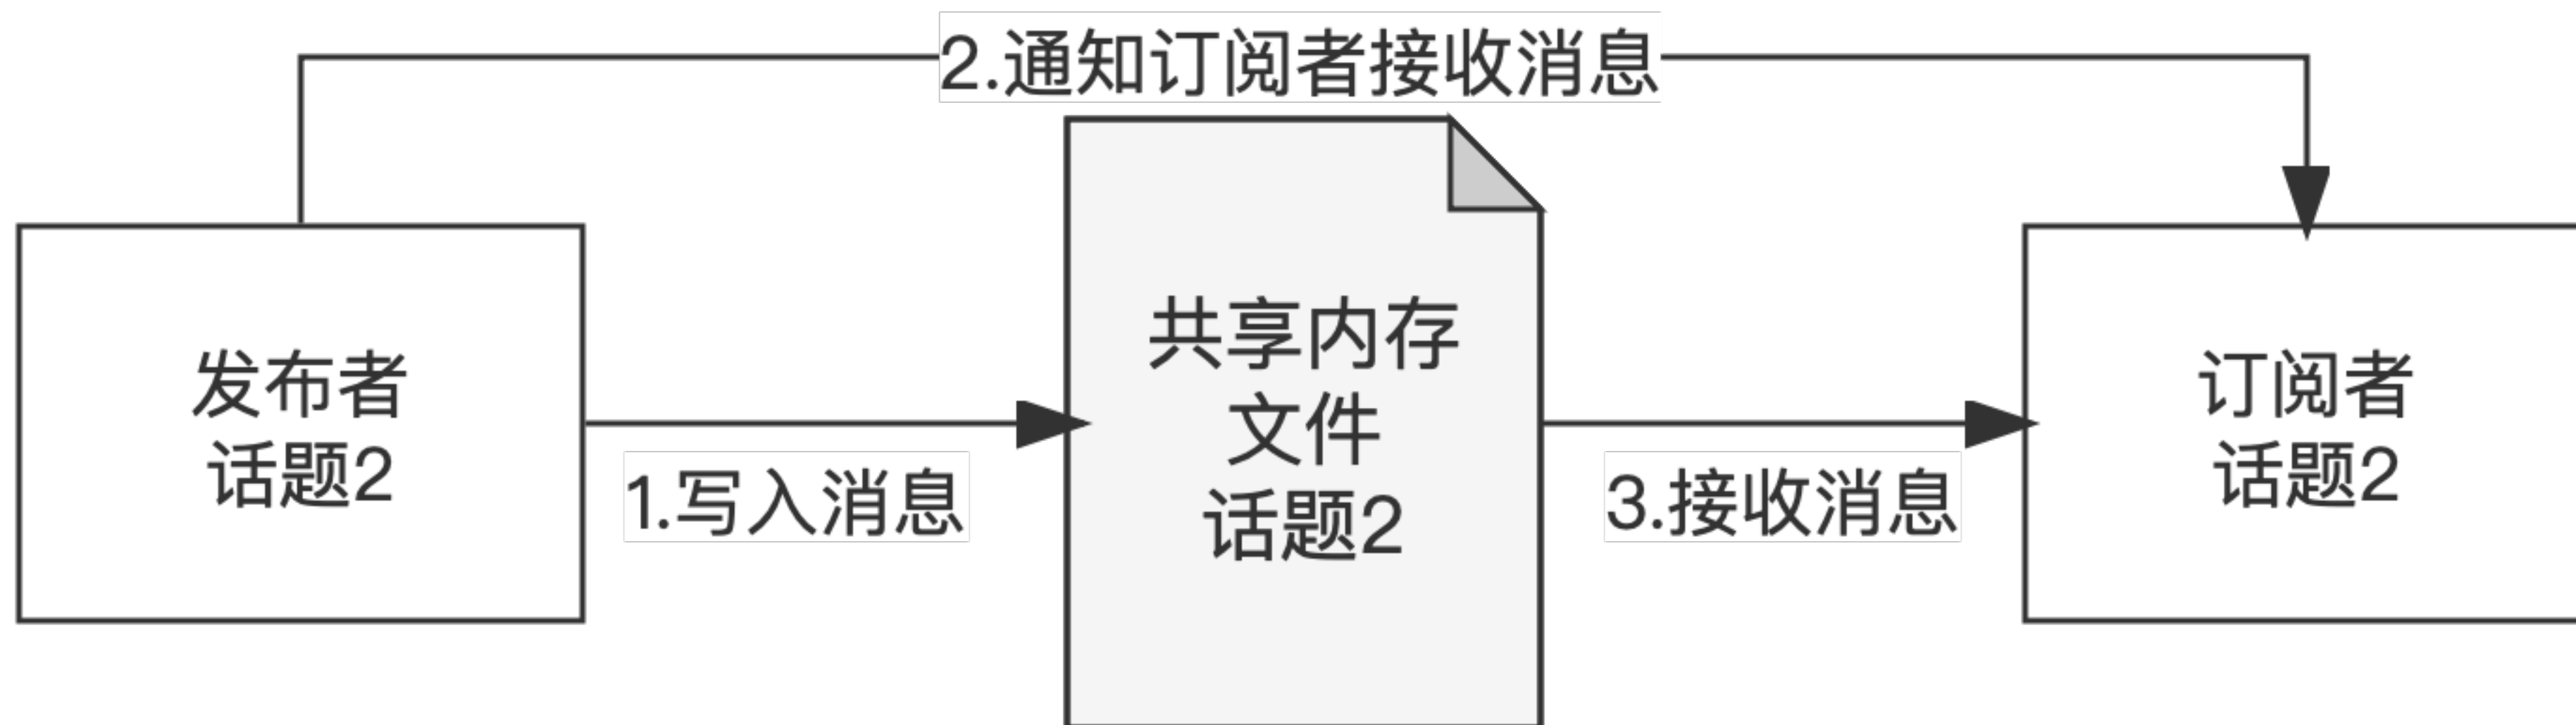 2.通知订阅者接收消息
发布者
话题2
1.写入消息
共享内存
文件
话题2
3.接收消息
订阅者
话题2